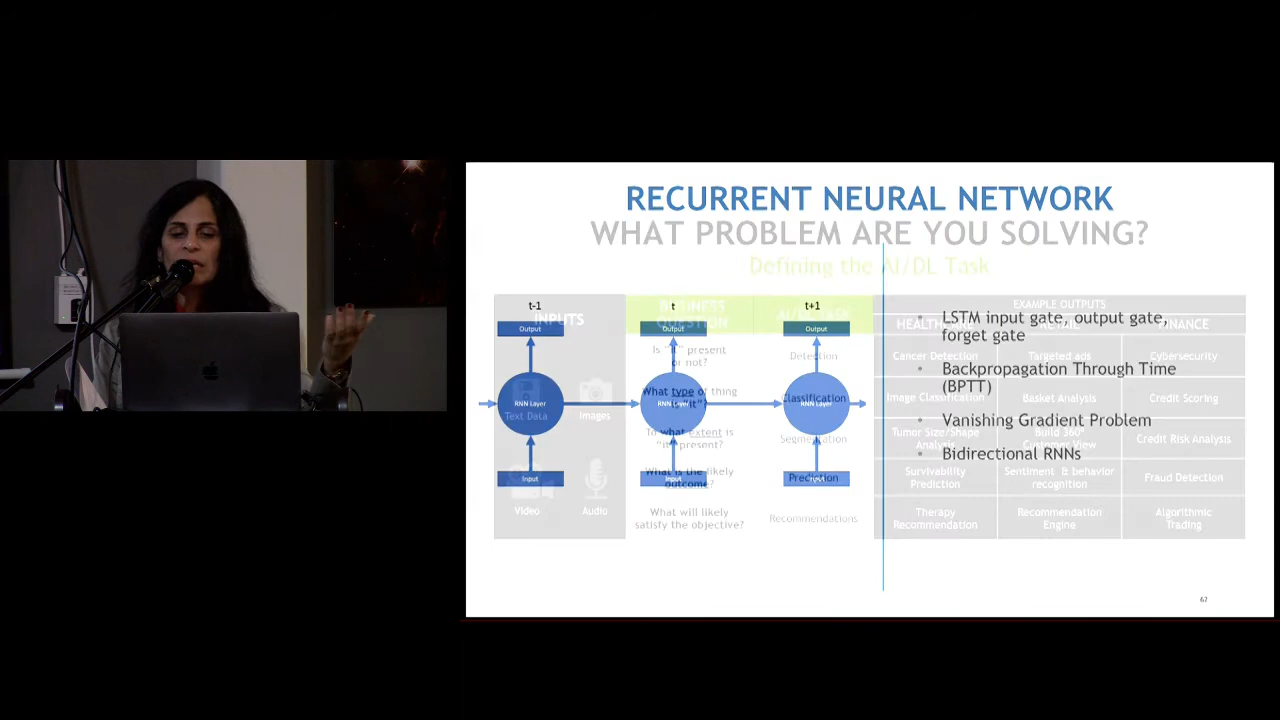 RECURRENT NEURAL NETWORK
WHAT PROBLEM ARE YOU SOLVING?
Defining the AI/DL Task
t-1
t
t+1
INPUTS
BUSINESS
QUESTION
AI/DL TASK
EXAMPLE OUTPUTS
HEALTHCARE
RETAIL
FINANCE
Output
Output
Output
RNN Layer
RNN Layer
RNN Layer
Input
Input
Input
Text Data
Images
Video
Audio
Is "it" present
or not?
Detection
Cancer Detection
Targeted ads
Cybersecurity
What type of thing
is "it"?
Classification
Image Classification
Basket Analysis
Credit Scoring
To what extent is
"it" present?
Segmentation
Tumor Size/Shape
Analysis
Build 360°
Customer View
Credit Risk Analysis
What is the likely
outcome?
Prediction
Survivability
Prediction
Sentiment & behavior
recognition
Fraud Detection
What will likely
satisfy the objective?
Recommendations
Therapy
Recommendation
Recommendation
Engine
Algorithmic
Trading
• LSTM input gate, output gate,
forget gate
• Backpropagation Through Time
(BPTT)
• Vanishing Gradient Problem
• Bidirectional RNNs